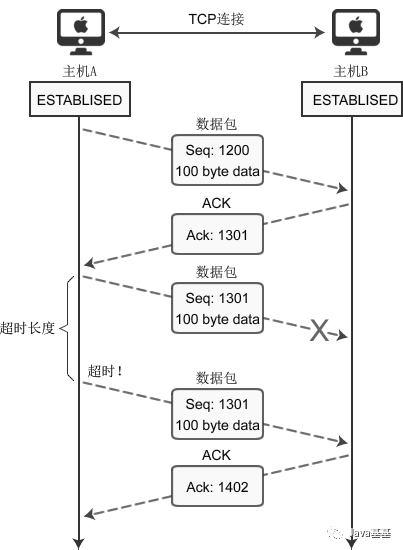 TCP连接
主机A
主机B
ESTABLISED
ESTABLISED
数据包
Seq: 1200
100 byte data
ACK
Ack: 1301
数据包
Seq: 1301
100 byte data
X
超时长度
超时！
数据包
Seq: 1301
100 byte data
ACK
Ack: 1402
Java基基